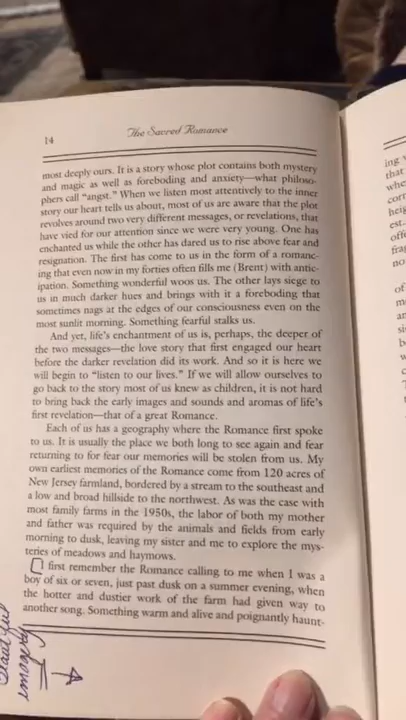 14
The Sacred Romance
most deeply ours. It is a story whose plot contains both mystery
and magic as well as foreboding and anxiety—what philoso-
phers call "angst." When we listen most attentively to the inner
story our heart tells us about, most of us are aware that the plot
revolves around two very different messages, or revelations, that
have vied for our attention since we were very young. One has
enchanted us while the other has dared us to rise above fear and
resignation. The first has come to us in the form of a romanc-
ing that even now in my forties often fills me (Brent) with antic-
ipation. Something wonderful woos us. The other lays siege to
us in much darker hues and brings with it a foreboding that
sometimes nags at the edges of our consciousness even on the
most sunlit morning. Something fearful stalks us.
And yet, life's enchantment of us is, perhaps, the deeper of
the two messages—the love story that first engaged our heart
before the darker revelation did its work. And so it is here we
will begin to "listen to our lives." If we will allow ourselves to
go back to the story most of us knew as children, it is not hard
to bring back the early images and sounds and aromas of life's
first revelation—that of a great Romance.
Each of us has a geography where the Romance first spoke
to us. It is usually the place we both long to see again and fear
returning to for fear our memories will be stolen from us. My
own earliest memories of the Romance come from 120 acres of
New Jersey farmland, bordered by a stream to the southeast and
a low and broad hillside to the northwest. As was the case with
most family farms in the 1950s, the labor of both my mother
and father was required by the animals and fields from early
morning to dusk, leaving my sister and me to explore the mys-
teries of meadows and haymows.
first remember the Romance calling to me when I was a
boy of six or seven, just past dusk on a summer evening, when
the hotter and dustier work of the farm had given way to
another song. Something warm and alive and poignantly haunt-
Beautiful
imagery
ing
that